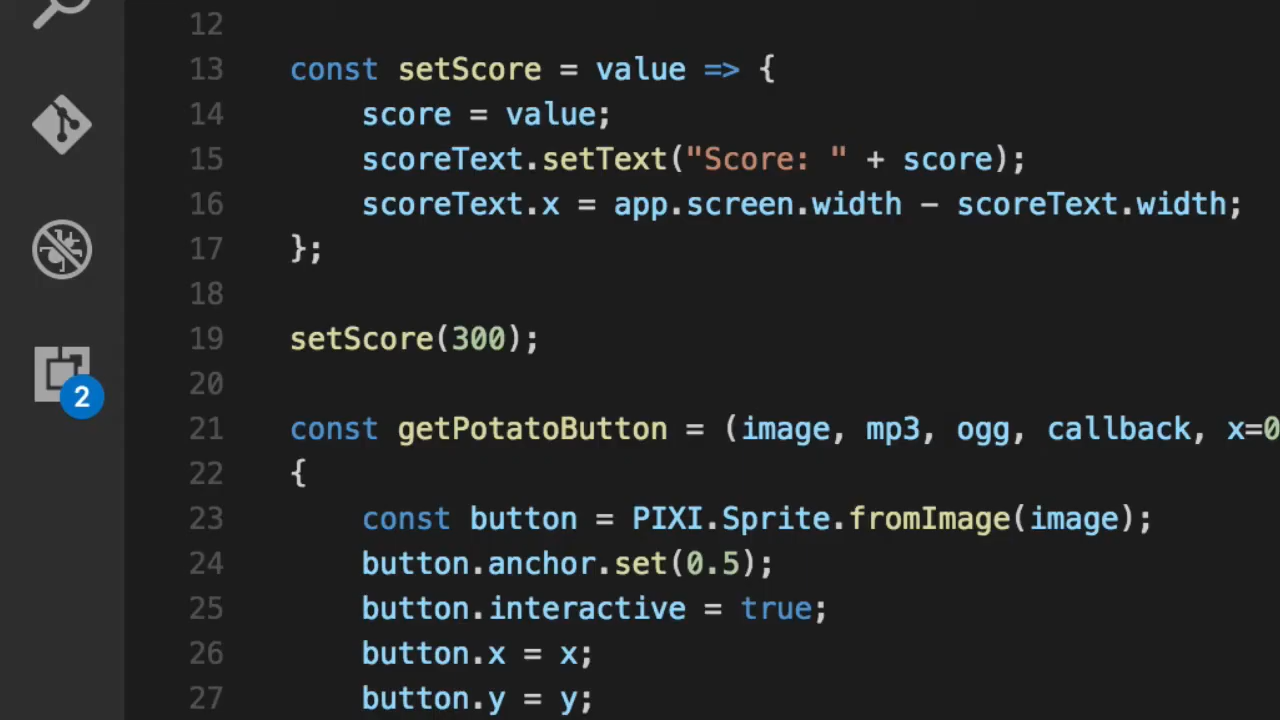 12
13 const setScore = value => {
14 score = value;
15 scoreText.setText("Score: " + score);
16 scoreText.x = app.screen.width - scoreText.width;
17 };
18
19 setScore(300);
20
21 const getPotatoButton = (image, mp3, ogg, callback, x=0
22 {
23 const button = PIXI.Sprite.fromImage(image);
24 button.anchor.set(0.5);
25 button.interactive = true;
26 button.x = x;
27 button.y = y;
2